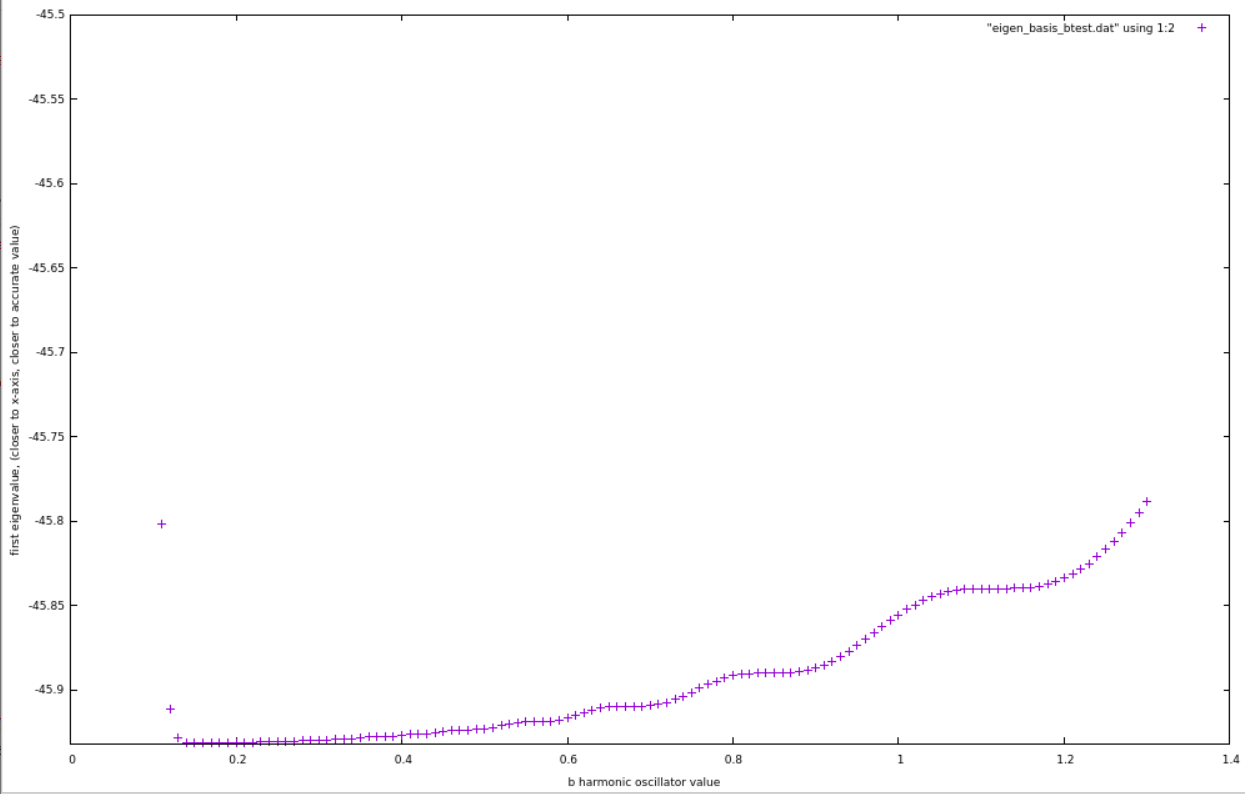 -45.5
"eigen_basis_btest.dat" using 1:2
-45.55
-45.6
-45.65
-45.7
-45.75
-45.8
-45.85
-45.9
first eigenvalue, (closer to x-axis, closer to accurate value)
0 0.2 0.4 0.6 0.8 1 1.2 1.4
b harmonic oscillator value